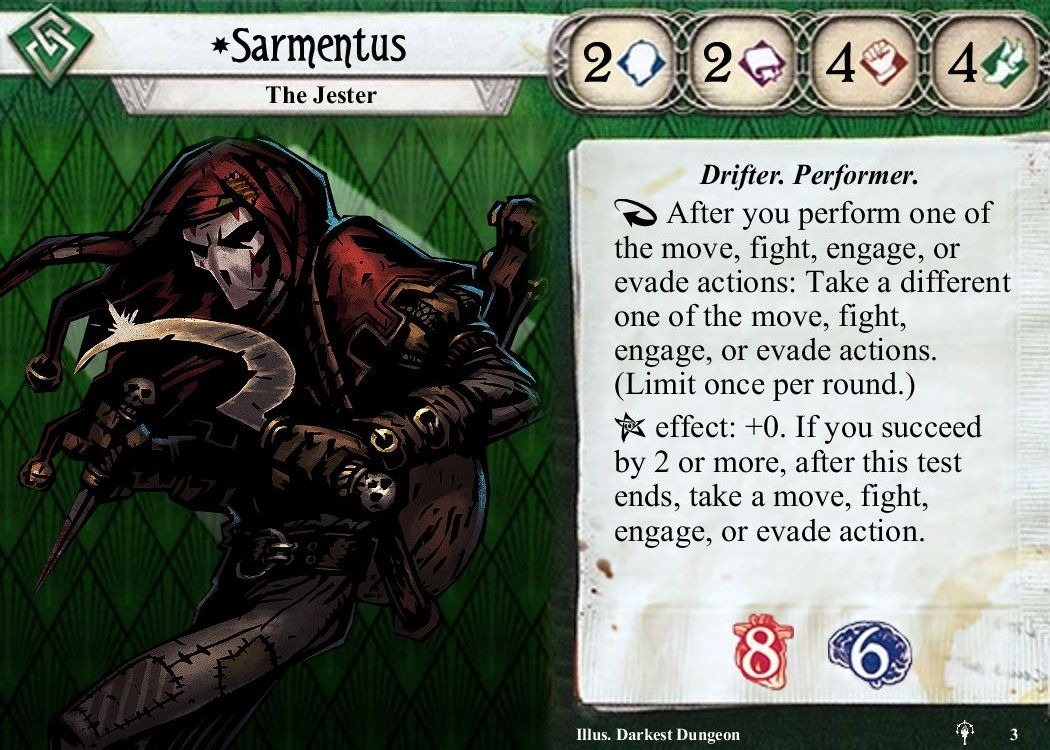 Sarmentus
The Jester
2 2 4 4
Drifter. Performer.
After you perform one of
the move, fight, engage, or
evade actions: Take a different
one of the move, fight,
engage, or evade actions.
(Limit once per round.)
effect: +0. If you succeed
by 2 or more, after this test
ends, take a move, fight,
engage, or evade action.
8 6
Illus. Darkest Dungeon 3